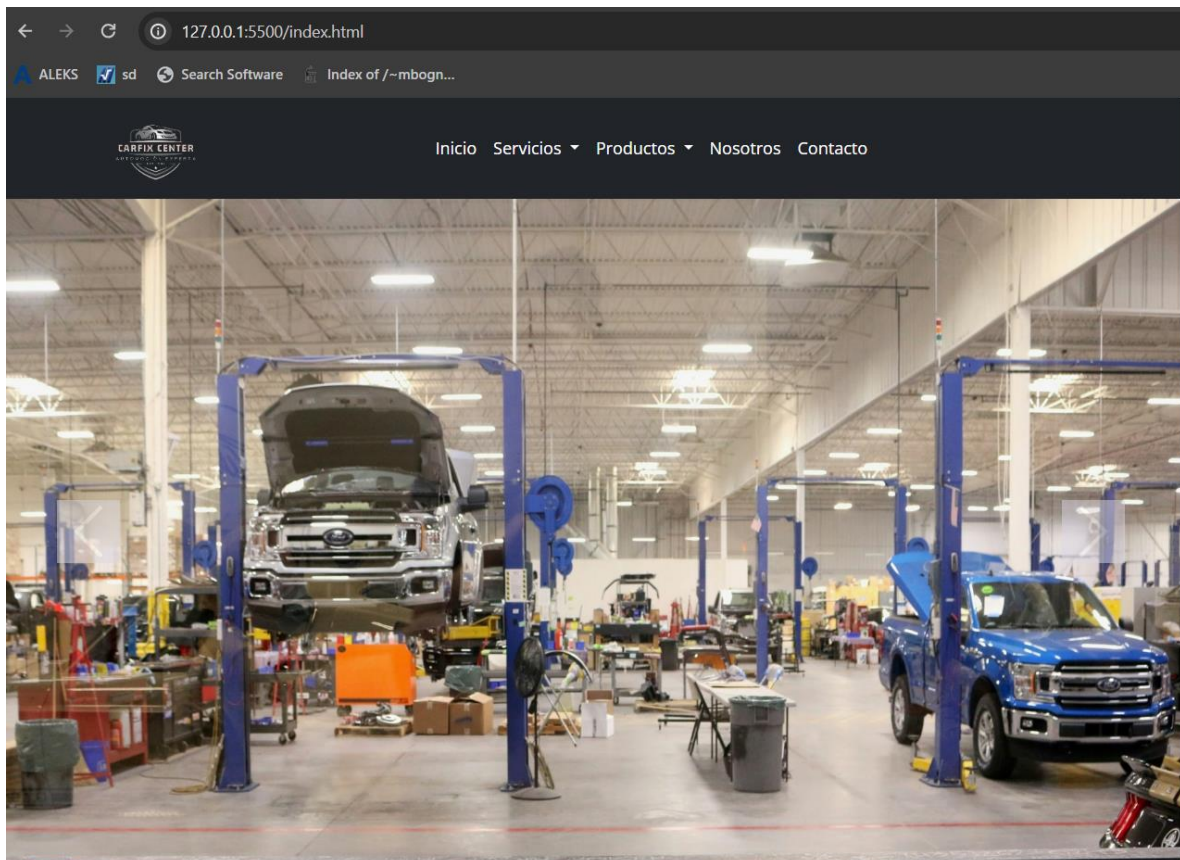 127.0.0.1:5500/index.html
ALEKS sd Search Software Index of /~mbogn...
CARFIX CENTER
Inicio Servicios Productos Nosotros Contacto